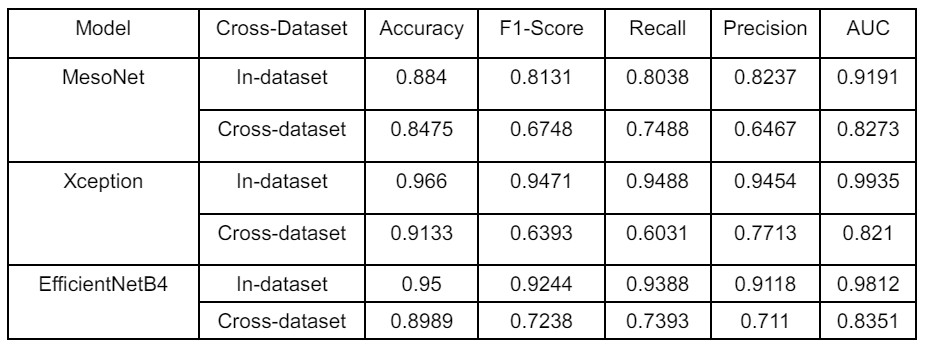 Model Cross-Dataset Accuracy F1-Score Recall Precision AUC
MesoNet In-dataset 0.884 0.8131 0.8038 0.8237 0.9191
Cross-dataset 0.8475 0.6748 0.7488 0.6467 0.8273
Xception In-dataset 0.966 0.9471 0.9488 0.9454 0.9935
Cross-dataset 0.9133 0.6393 0.6031 0.7713 0.821
EfficientNetB4 In-dataset 0.95 0.9244 0.9388 0.9118 0.9812
Cross-dataset 0.8989 0.7238 0.7393 0.711 0.8351